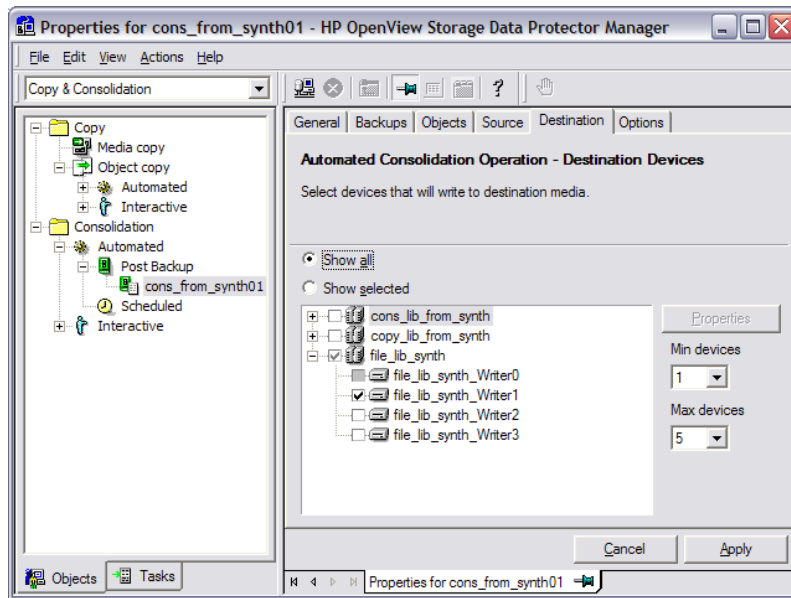 Properties for cons_from_synth01 - HP OpenView Storage Data Protector Manager
File Edit View Actions Help
Copy & Consolidation
?
Copy
Media copy
Object copy
Automated
Interactive
Consolidation
Automated
Post Backup
cons_from_synth01
Scheduled
Interactive
Objects Tasks
General Backups Objects Source Destination Options
Automated Consolidation Operation - Destination Devices
Select devices that will write to destination media.
Show all
Show selected
cons_lib_from_synth
copy_lib_from_synth
file_lib_synth
file_lib_synth_Writer0
file_lib_synth_Writer1
file_lib_synth_Writer2
file_lib_synth_Writer3
Properties
Min devices
1
Max devices
5
Cancel Apply
Properties for cons_from_synth01